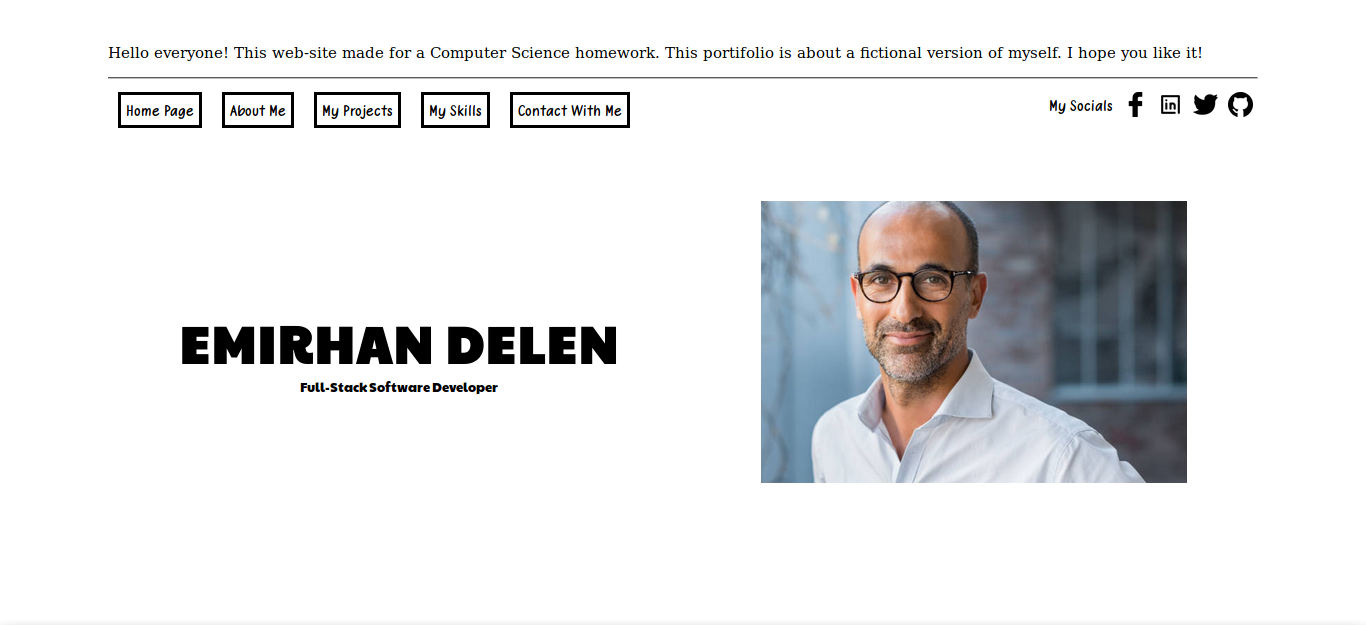 Hello everyone! This web-site made for a Computer Science homework. This portifolio is about a fictional version of myself. I hope you like it!
Home Page About Me My Projects My Skills Contact With Me My Socials
EMIRHAN DELEN
Full-Stack Software Developer